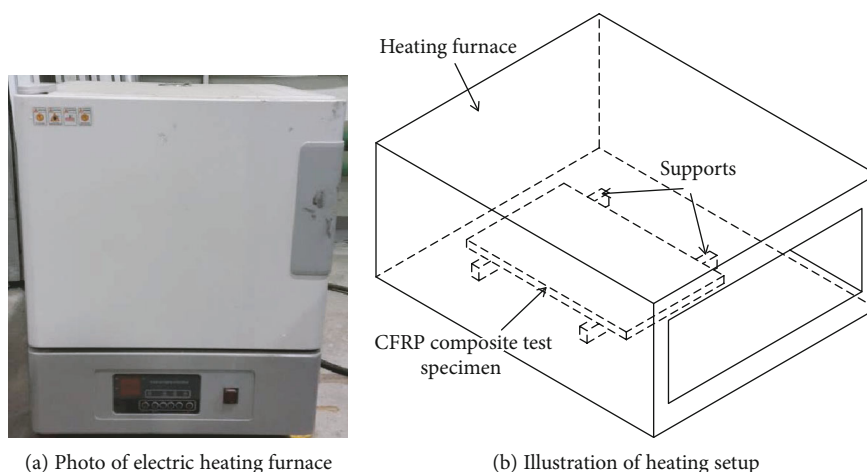 Heating furnace
Supports
CFRP composite test
specimen
(a) Photo of electric heating furnace
(b) Illustration of heating setup